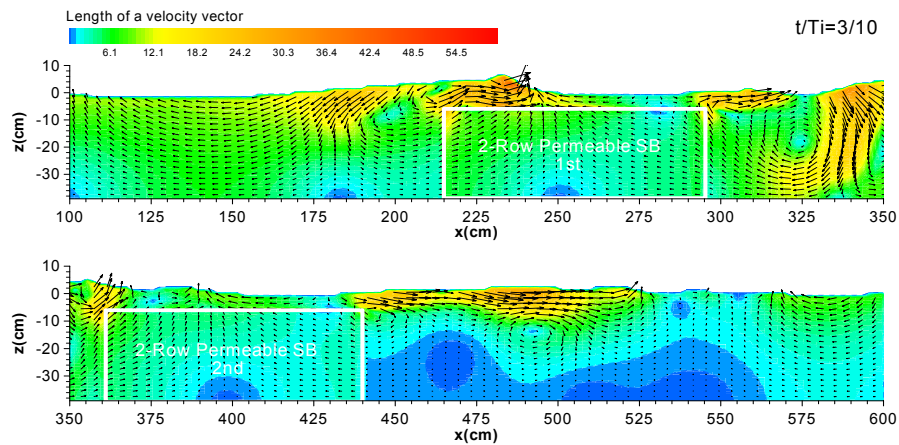 Length of a velocity vector
6.1 12.1 18.2 24.2 30.3 36.4 42.4 48.5 54.5
t/Ti=3/10
10
0
-10
-20
-30
z(cm)
2-Row Permeable SB
1st
100 125 150 175 200 225 250 275 300 325 350
x(cm)
10
0
-10
-20
-30
z(cm)
2-Row Permeable SB
2nd
350 375 400 425 450 475 500 525 550 575 600
x(cm)